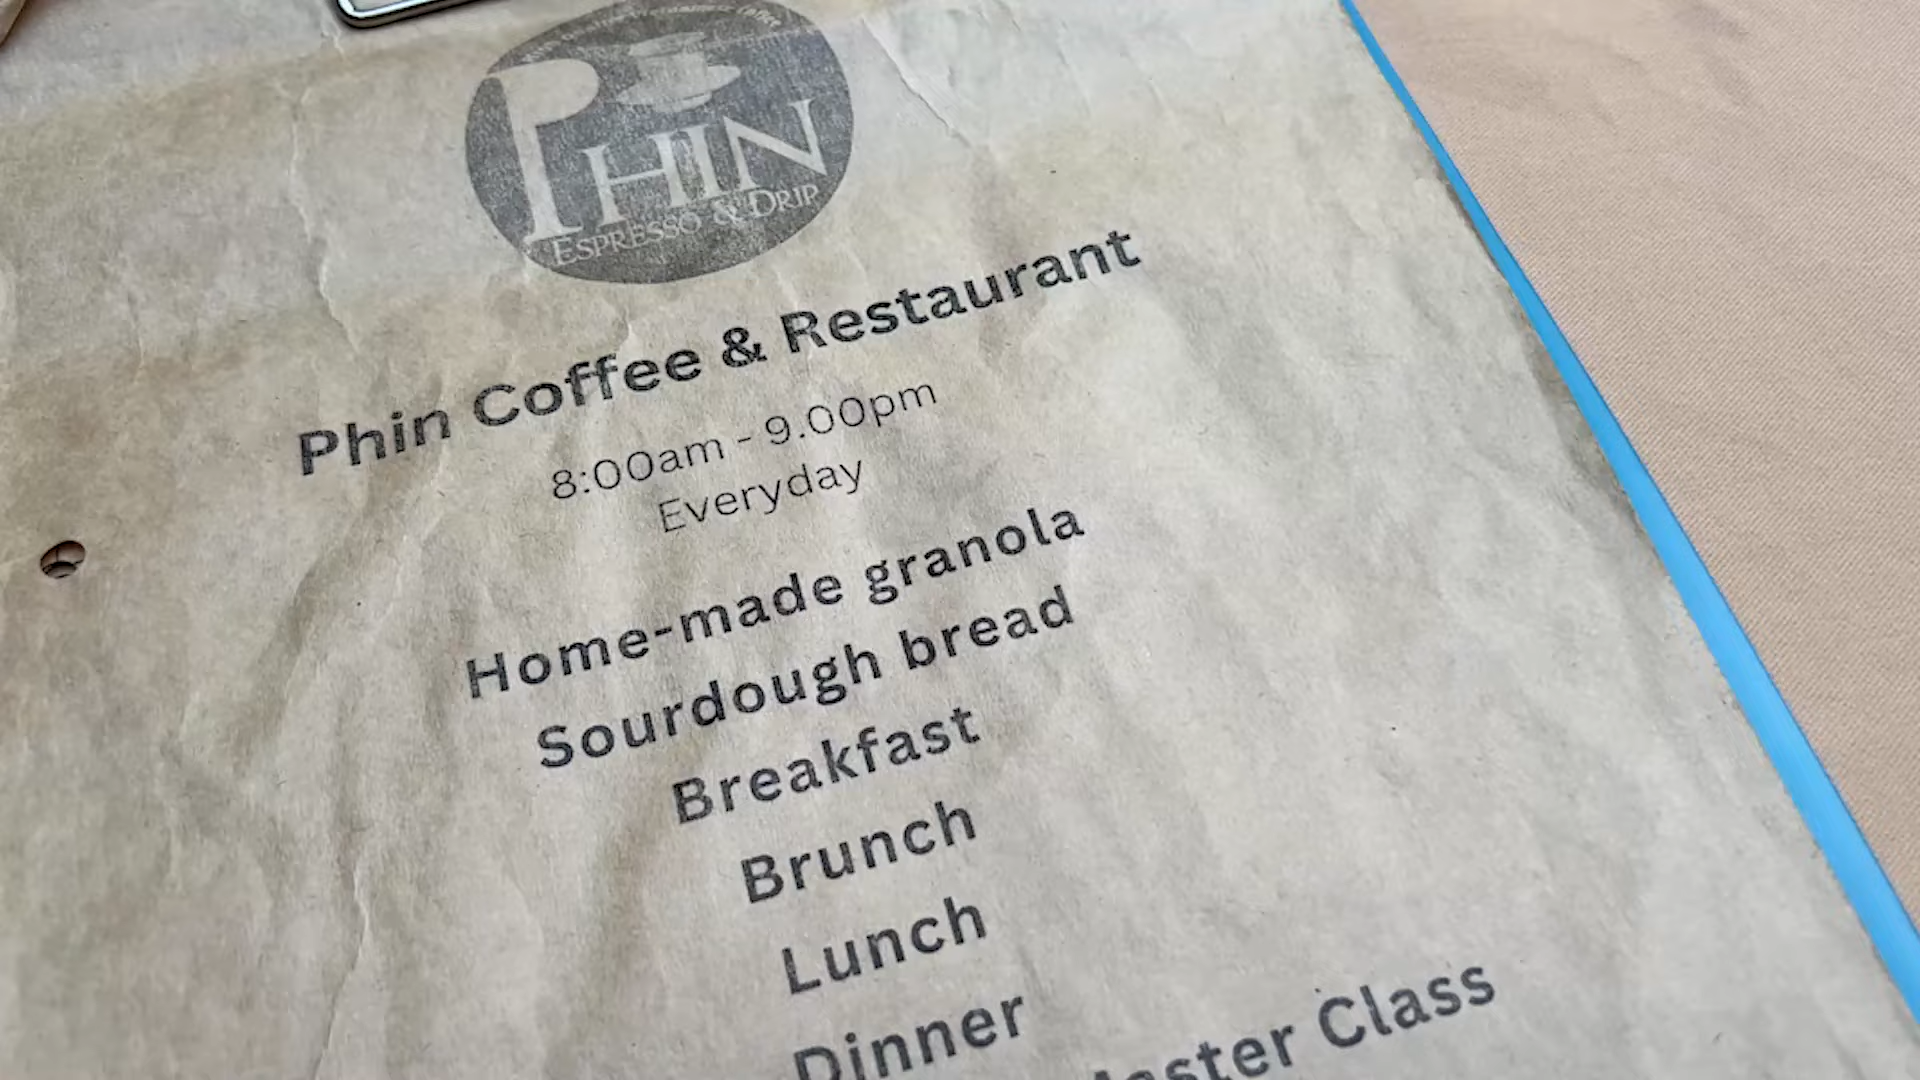 PHIN
ESPRESSO & DRIP
Phin Coffee & Restaurant
8:00am - 9.00pm
Everyday
Home-made granola
Sourdough bread
Breakfast
Brunch
Lunch
Dinner
Class